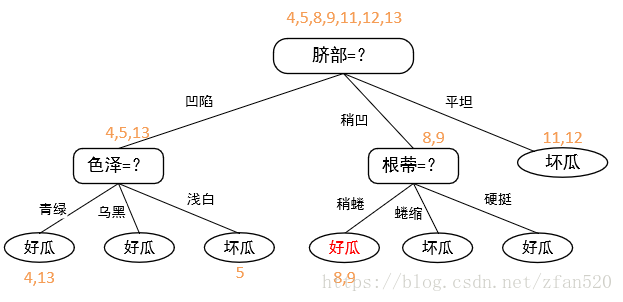 4,5,8,9,11,12,13
脐部=？
凹陷
稍凹
平坦
4,5,13
8,9
11,12
色泽=？
根蒂=？
坏瓜
青绿
乌黑
浅白
稍蜷
蜷缩
硬挺
好瓜
好瓜
坏瓜
好瓜
坏瓜
好瓜
4,13
5
8,9
https://blog.csdn.net/zfan520